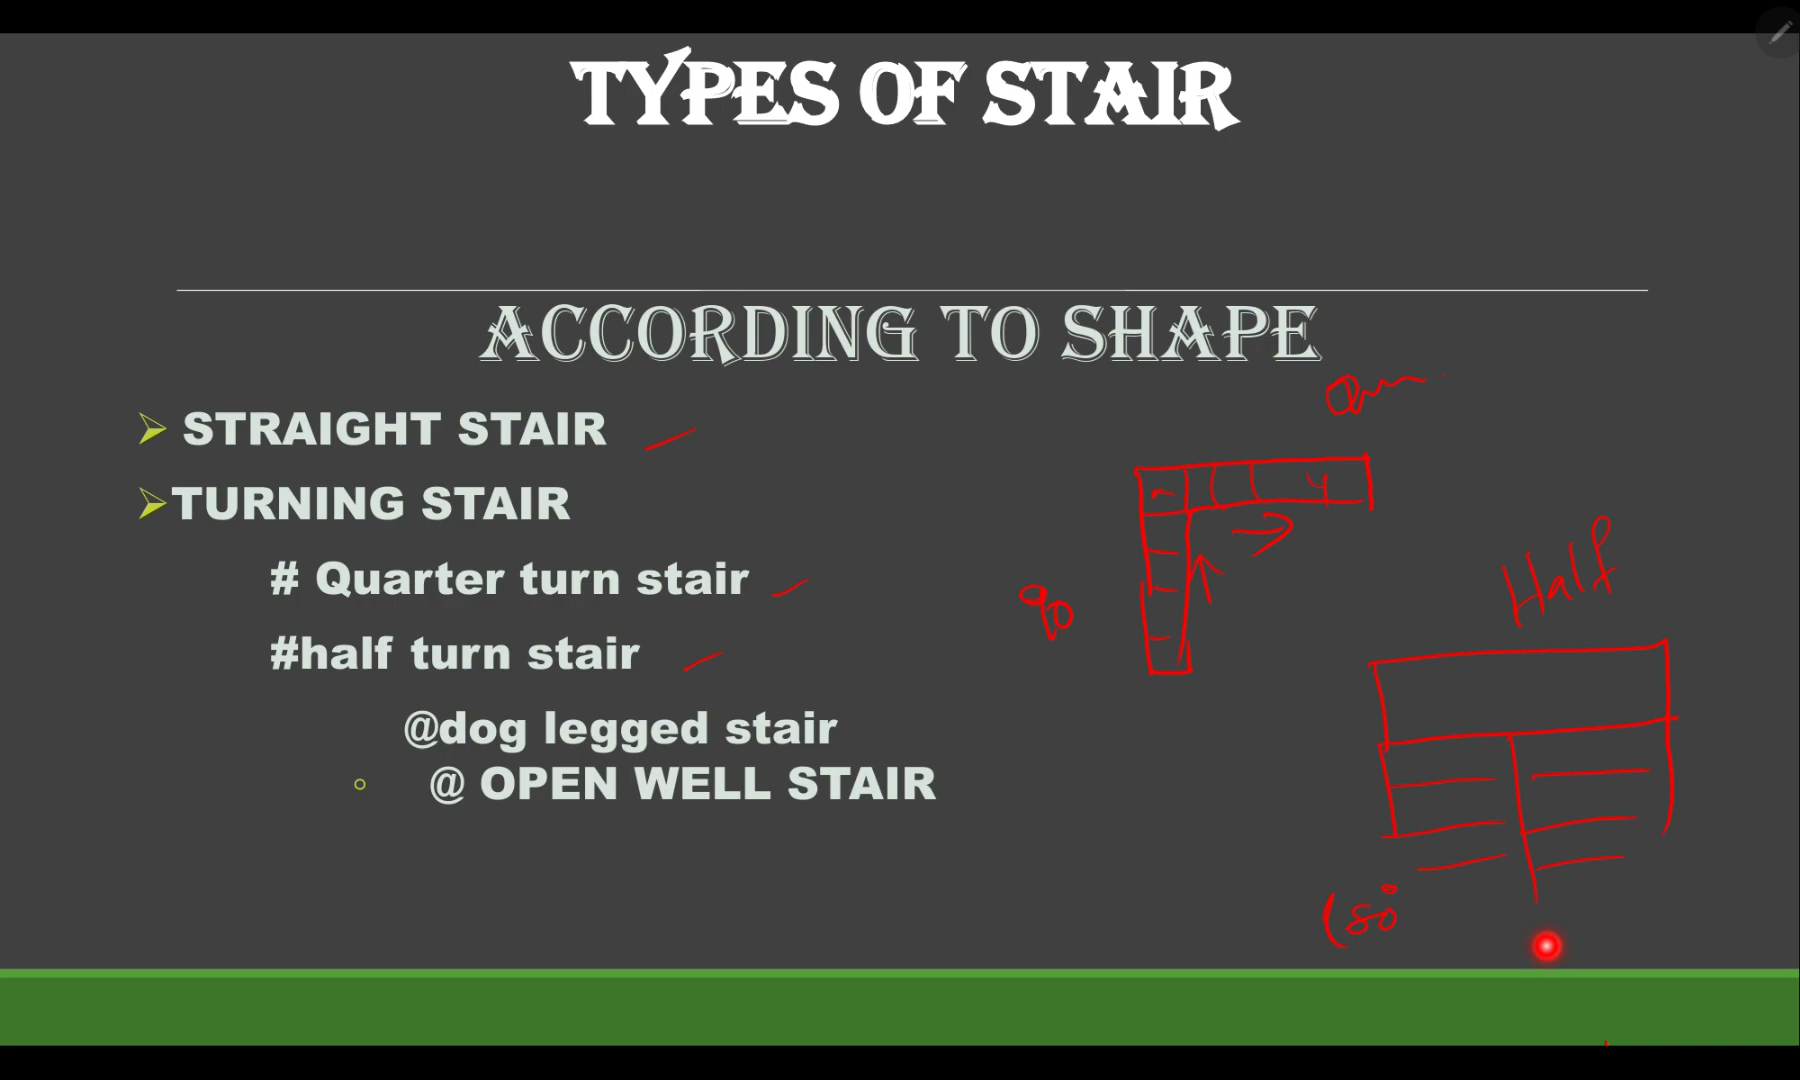 TYPES OF STAIR
ACCORDING TO SHAPE
STRAIGHT STAIR
TURNING STAIR
# Quarter turn stair
#half turn stair
@dog legged stair
@ OPEN WELL STAIR
4
90
Half
180°